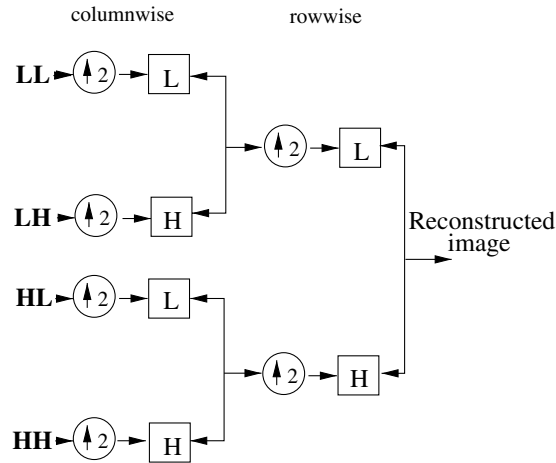 columnwise rowwise
LL 2 L
2 L
LH 2 H
Reconstructed
image
HL 2 L
2 H
HH 2 H